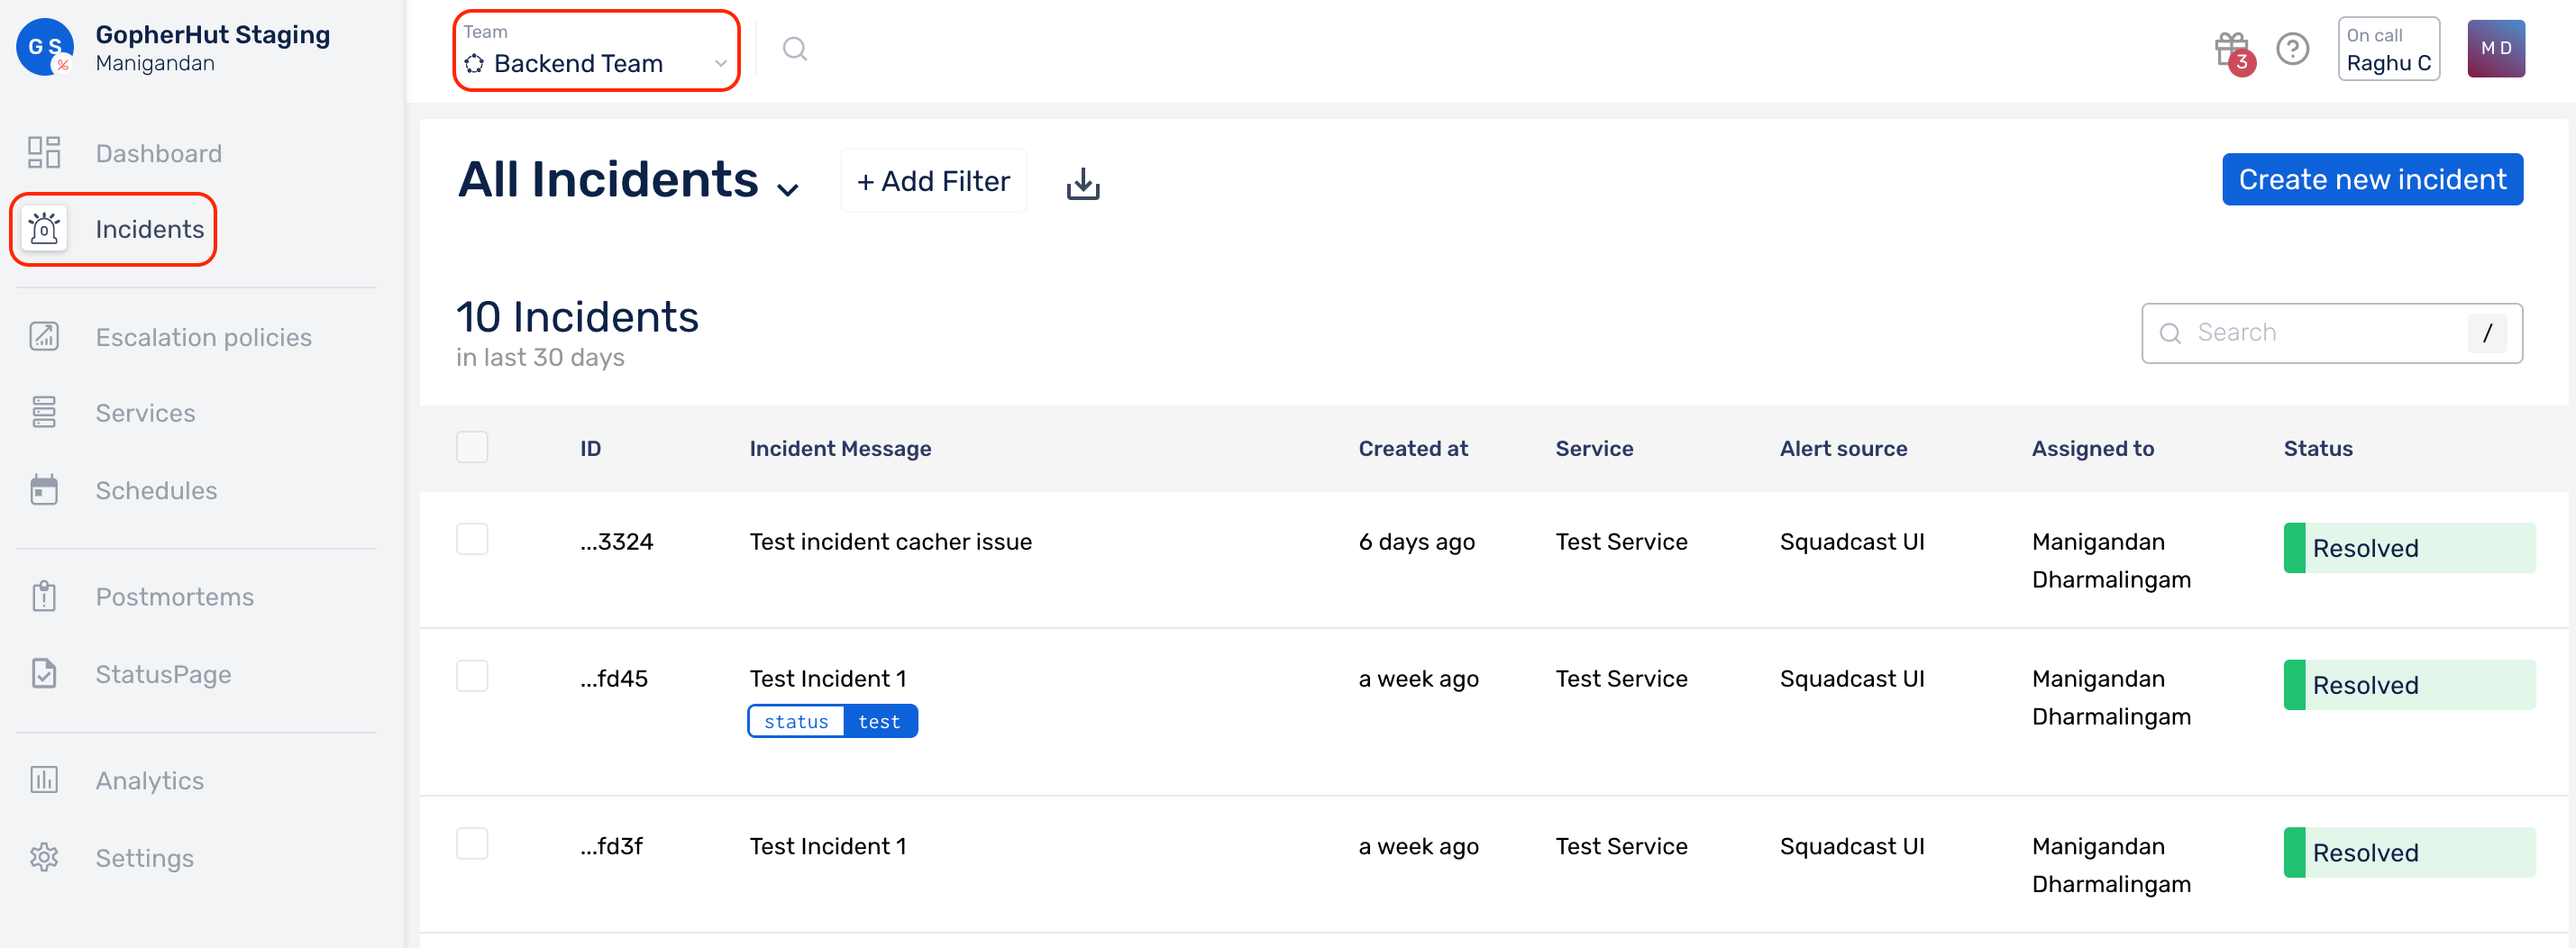 G S
GopherHut Staging
Manigandan
Dashboard
0
Incidents
Escalation policies
Services
Schedules
Postmortems
StatusPage
Analytics
Settings
Team
Backend Team
3
?
On call
Raghu C
M D
All Incidents
+ Add Filter
Create new incident
10 Incidents
in last 30 days
Search /
ID Incident Message Created at Service Alert source Assigned to Status
...3324 Test incident cacher issue 6 days ago Test Service Squadcast UI Manigandan Dharmalingam Resolved
...fd45 Test Incident 1 a week ago Test Service Squadcast UI Manigandan Dharmalingam Resolved
status test
...fd3f Test Incident 1 a week ago Test Service Squadcast UI Manigandan Dharmalingam Resolved